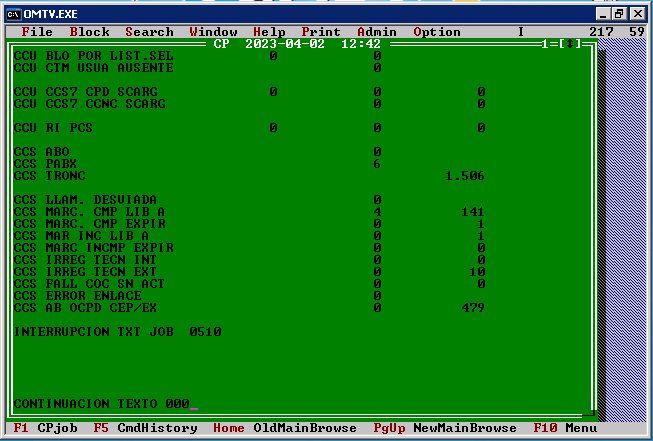 OMTV.EXE
File Block Search Window Help Print Admin Option I 217 59
CP 2023-04-02 12:42 1=[↕]
CCU BLO POR LIST.SEL 0 0
CCU CTM USUA AUSENTE 0
CCU CCS7 CPD SCARG 0 0 0
CCU CCS7 CCNC SCARG 0 0
CCU RI PCS 0 0 0
CCS ABO 0
CCS PABX 6
CCS TRONC 1.506
CCS LLAM. DESVIADA 0
CCS MARC. CMP LIB A 4 141
CCS MARC. CMP EXPIR 0 1
CCS MAR INC LIB A 0 1
CCS MARC INCMP EXPIR 0 0
CCS IRREG TECN INT 0 0
CCS IRREG TECN EXT 0 10
CCS FALL COC SN ACT 0 0
CCS ERROR ENLACE 0
CCS AB OCPD CEP/EX 0 479
INTERRUPCION TXT JOB 0510
CONTINUACION TEXTO 000_
F1 CPjob F5 CmdHistory Home OldMainBrowse PgUp NewMainBrowse F10 Menu